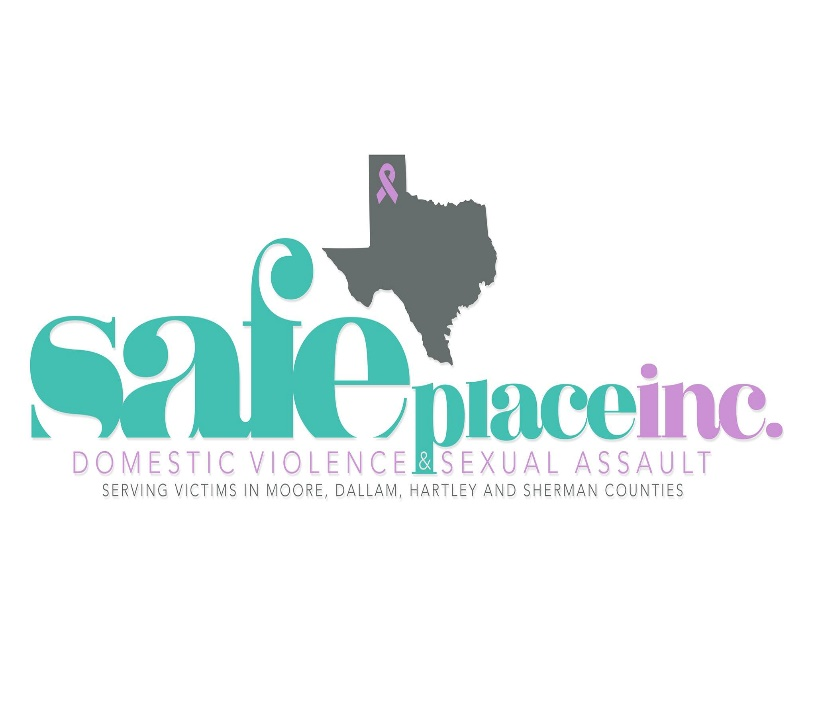 safe place inc.
DOMESTIC VIOLENCE & SEXUAL ASSAULT
SERVING VICTIMS IN MOORE, DALLAM, HARTLEY AND SHERMAN COUNTIES